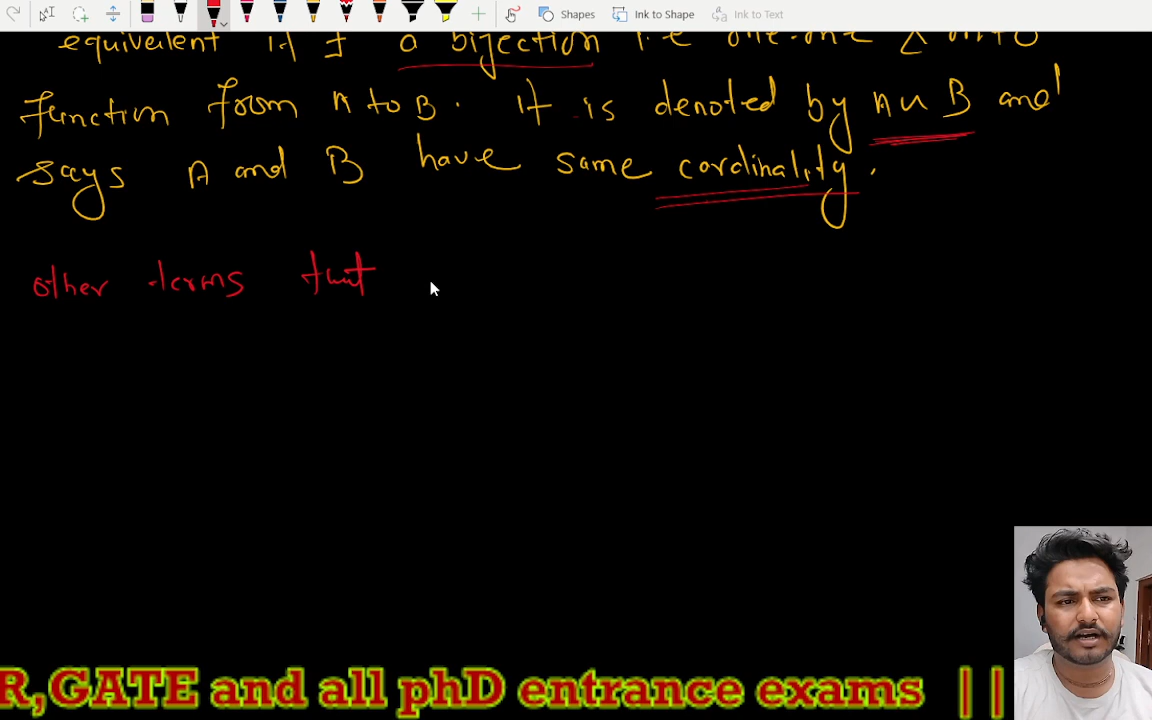 Shapes Ink to Shape Ink to Text
equivalent if ∃ a bijection i.e one-one & onto
function from A to B. It is denoted by A ∪ B and
says A and B have same cardinality.
other terms that
R,GATE and all phD entrance exams ||